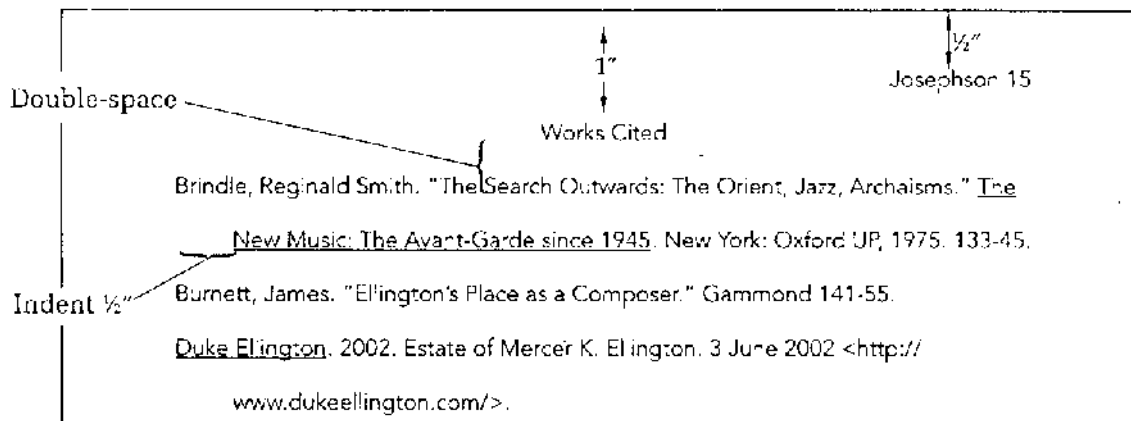 ½″
1″
Josephson 15
Double-space
Works Cited
Brindle, Reginald Smith. "The Search Outwards: The Orient, Jazz, Archaisms." The
New Music: The Avant-Garde since 1945. New York: Oxford UP, 1975. 133-45.
Indent ½″
Burnett, James. "Ellington's Place as a Composer." Gammond 141-55.
Duke Ellington. 2002. Estate of Mercer K. Ellington. 3 June 2002 <http://
www.dukeellington.com/>.